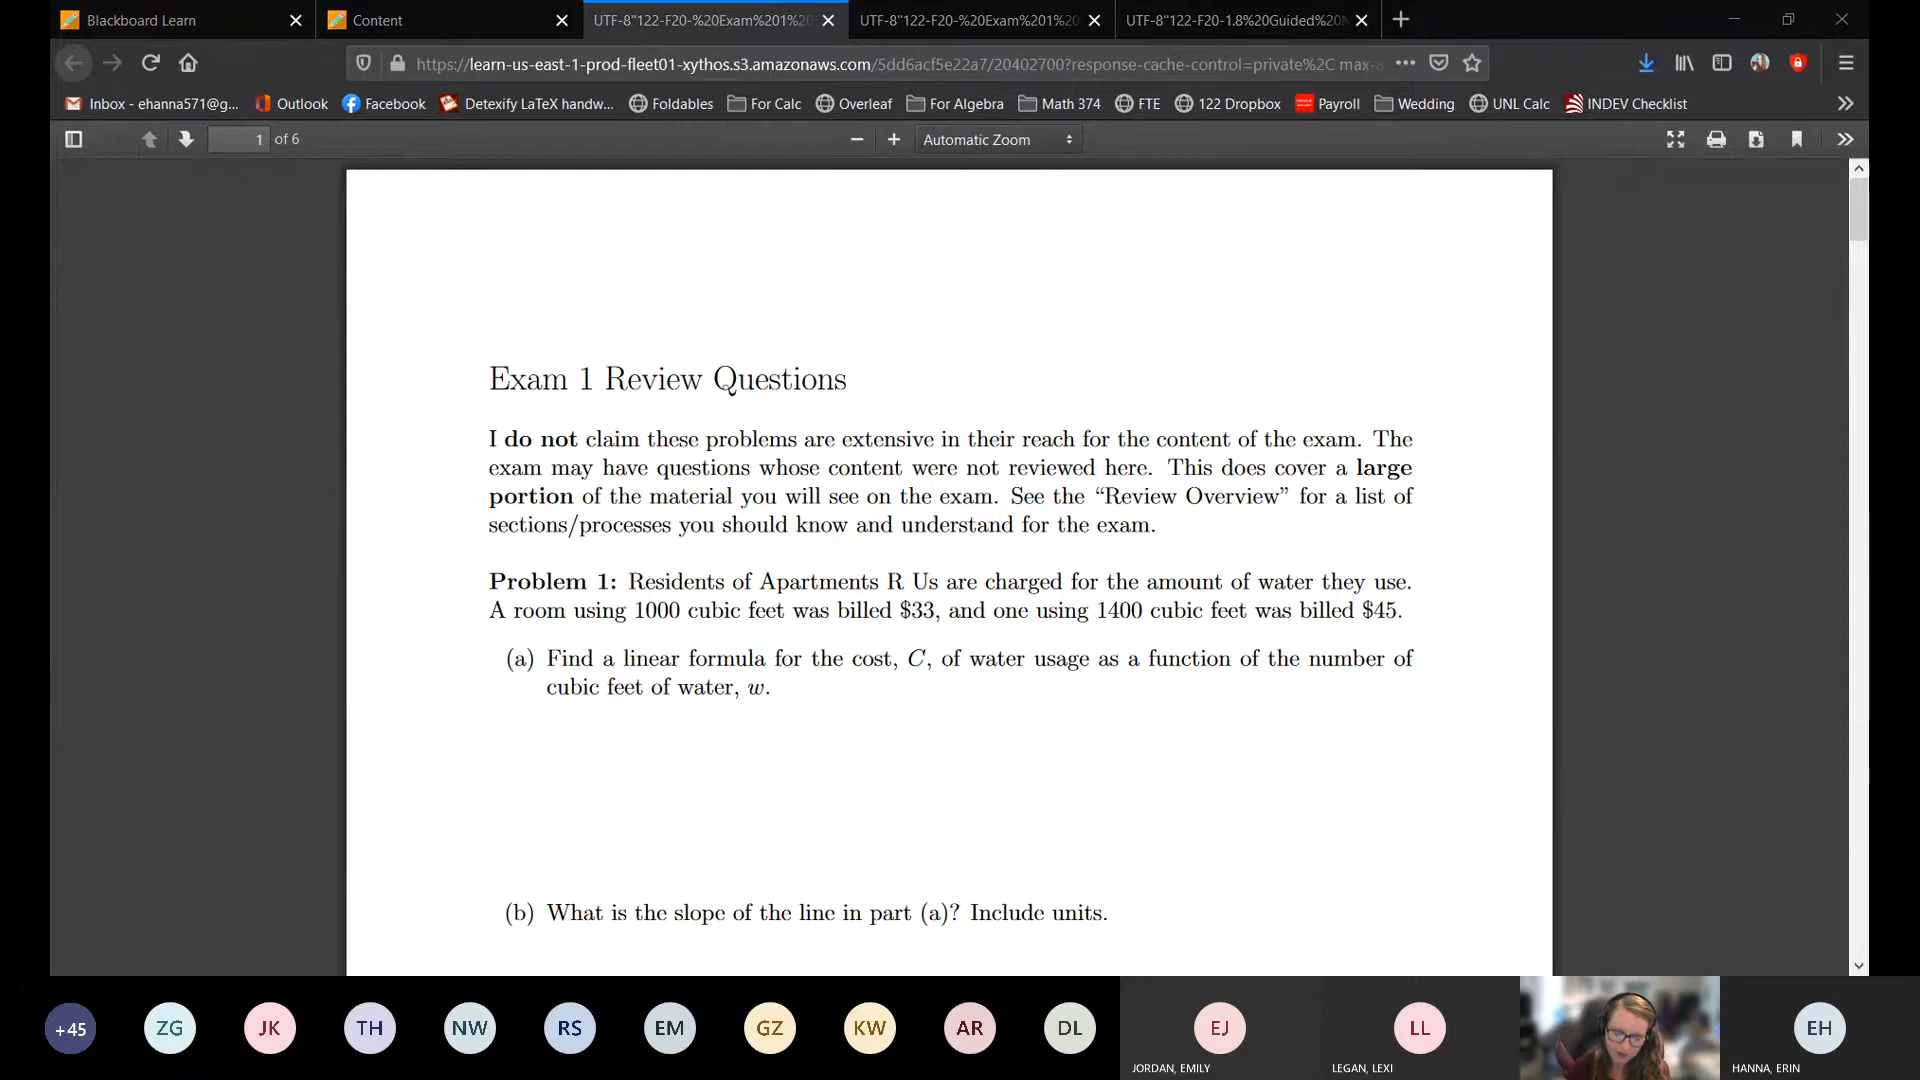 Blackboard Learn
Content
UTF-8"122-F20-%20Exam%201%20
UTF-8"122-F20-%20Exam%201%20
UTF-8"122-F20-1.8%20Guided%20N
https://learn-us-east-1-prod-fleet01-xythos.s3.amazonaws.com/5dd6acf5e22a7/20402700?response-cache-control=private%2C max-a
Inbox - ehanna571@g...
Outlook
Facebook
Detexify LaTeX handw...
Foldables
For Calc
Overleaf
For Algebra
Math 374
FTE
122 Dropbox
Payroll
Wedding
UNL Calc
INDEV Checklist
1 of 6
Automatic Zoom
Exam 1 Review Questions
I do not claim these problems are extensive in their reach for the content of the exam. The
exam may have questions whose content were not reviewed here. This does cover a large
portion of the material you will see on the exam. See the “Review Overview” for a list of
sections/processes you should know and understand for the exam.
Problem 1: Residents of Apartments R Us are charged for the amount of water they use.
A room using 1000 cubic feet was billed $33, and one using 1400 cubic feet was billed $45.
(a) Find a linear formula for the cost, C, of water usage as a function of the number of
cubic feet of water, w.
(b) What is the slope of the line in part (a)? Include units.
+45
ZG
JK
TH
NW
RS
EM
GZ
KW
AR
DL
EJ
JORDAN, EMILY
LL
LEGAN, LEXI
EH
HANNA, ERIN